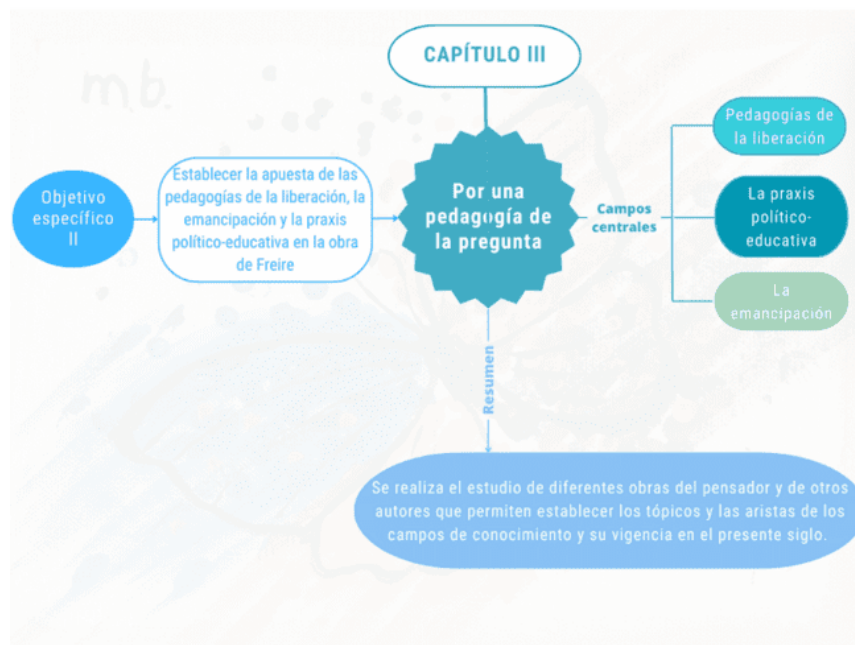 m.b.
CAPÍTULO III
Objetivo
específico
II
Establecer la apuesta de las
pedagogías de la liberación, la
emancipación y la praxis
político-educativa en la obra
de Freire
Por una
pedagogía de
la pregunta
Campos
centrales
Pedagogías de
la liberación
La praxis
político-
educativa
La
emancipación
Resumen
Se realiza el estudio de diferentes obras del pensador y de otros
autores que permiten establecer los tópicos y las aristas de los
campos de conocimiento y su vigencia en el presente siglo.